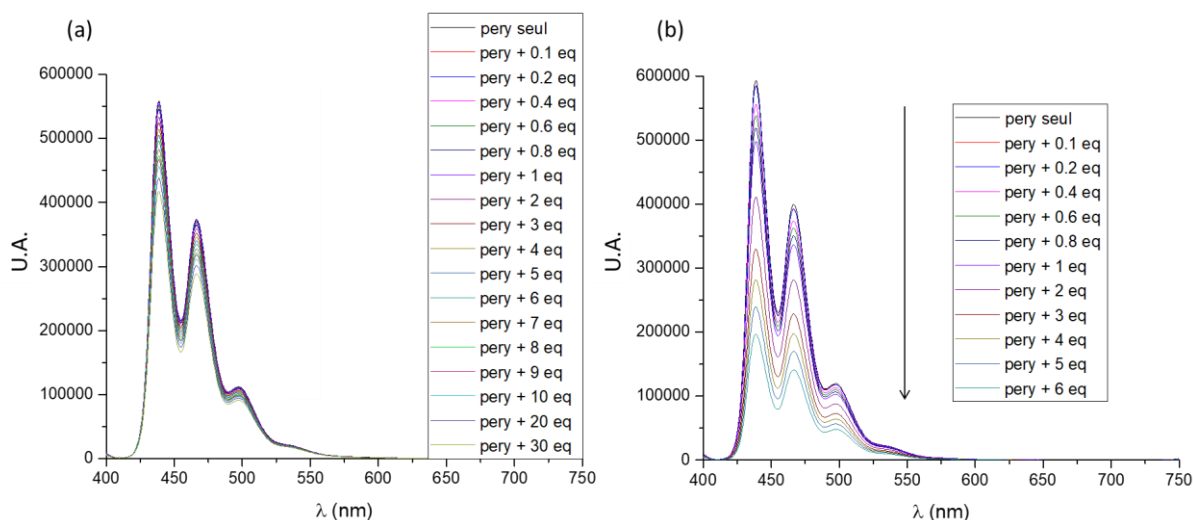 (a)
pery seul
pery + 0.1 eq
pery + 0.2 eq
pery + 0.4 eq
pery + 0.6 eq
pery + 0.8 eq
pery + 1 eq
pery + 2 eq
pery + 3 eq
pery + 4 eq
pery + 5 eq
pery + 6 eq
pery + 7 eq
pery + 8 eq
pery + 9 eq
pery + 10 eq
pery + 20 eq
pery + 30 eq
600000
500000
400000
300000
200000
100000
0
U.A.
400 450 500 550 600 650 700 750
λ (nm)
(b)
pery seul
pery + 0.1 eq
pery + 0.2 eq
pery + 0.4 eq
pery + 0.6 eq
pery + 0.8 eq
pery + 1 eq
pery + 2 eq
pery + 3 eq
pery + 4 eq
pery + 5 eq
pery + 6 eq
600000
500000
400000
300000
200000
100000
0
U.A.
400 450 500 550 600 650 700 750
λ (nm)